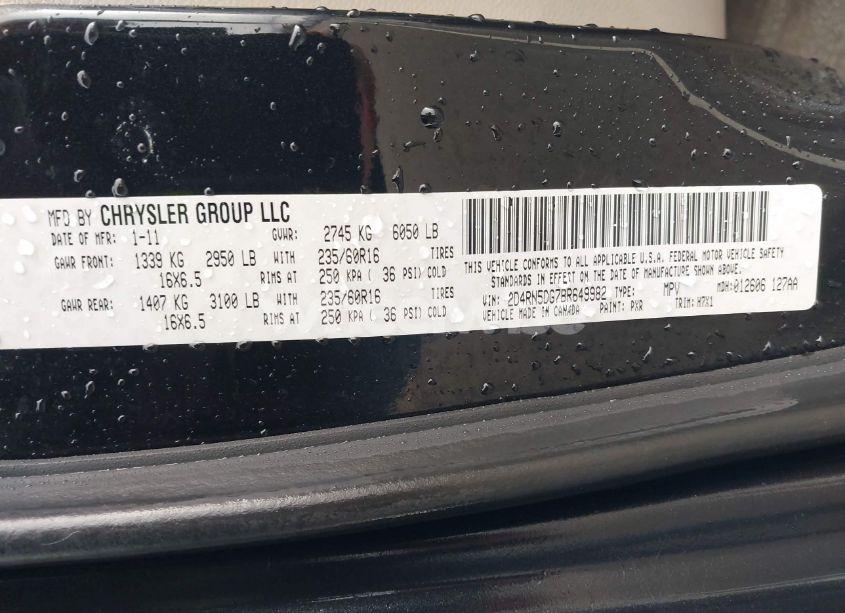 MFD BY CHRYSLER GROUP LLC
DATE OF MFR: 1-11 GVWR: 2745 KG 6050 LB
GAWR FRONT: 1339 KG 2950 LB WITH 235/60R16 TIRES
16X6.5 RIMS AT 250 KPA ( 36 PSI) COLD
GAWR REAR: 1407 KG 3100 LB WITH 235/60R16 TIRES
16X6.5 RIMS AT 250 KPA ( 36 PSI) COLD
THIS VEHICLE CONFORMS TO ALL APPLICABLE U.S.A. FEDERAL MOTOR VEHICLE SAFETY
STANDARDS IN EFFECT ON THE DATE OF MANUFACTURE SHOWN ABOVE.
VIN: 2D4RN5DG7BR649982 TYPE: MPV MDH:012606 127AA
VEHICLE MADE IN CANADA PAINT: PXR TRIM: H7X1